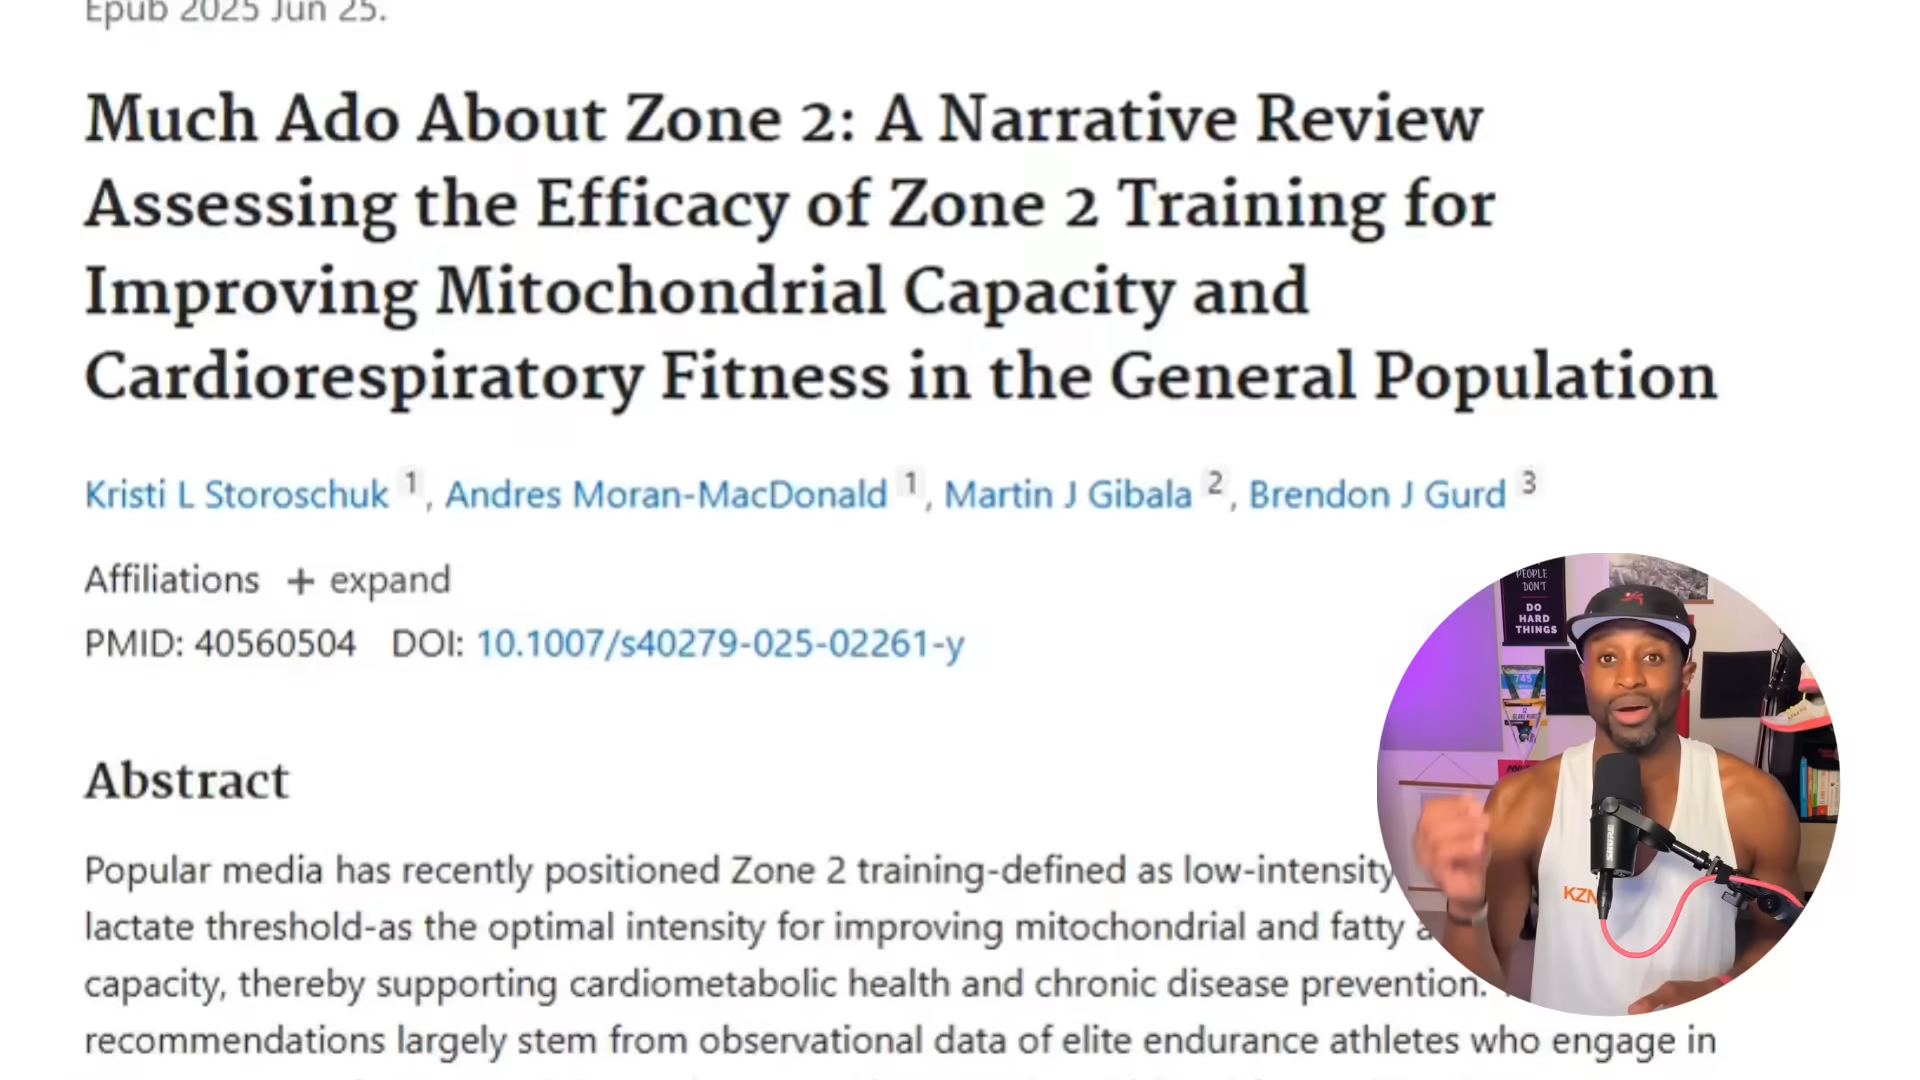 Epub 2025 Jun 25.
Much Ado About Zone 2: A Narrative Review
Assessing the Efficacy of Zone 2 Training for
Improving Mitochondrial Capacity and
Cardiorespiratory Fitness in the General Population
Kristi L Storoschuk 1, Andres Moran-MacDonald 1, Martin J Gibala 2, Brendon J Gurd 3
Affiliations + expand
PMID: 40560504 DOI: 10.1007/s40279-025-02261-y
Abstract
Popular media has recently positioned Zone 2 training-defined as low-intensity
lactate threshold-as the optimal intensity for improving mitochondrial and fatty
capacity, thereby supporting cardiometabolic health and chronic disease prevention.
recommendations largely stem from observational data of elite endurance athletes who engage in
PEOPLE
DON'T
DO
HARD
THINGS
745
SHURE
KZN